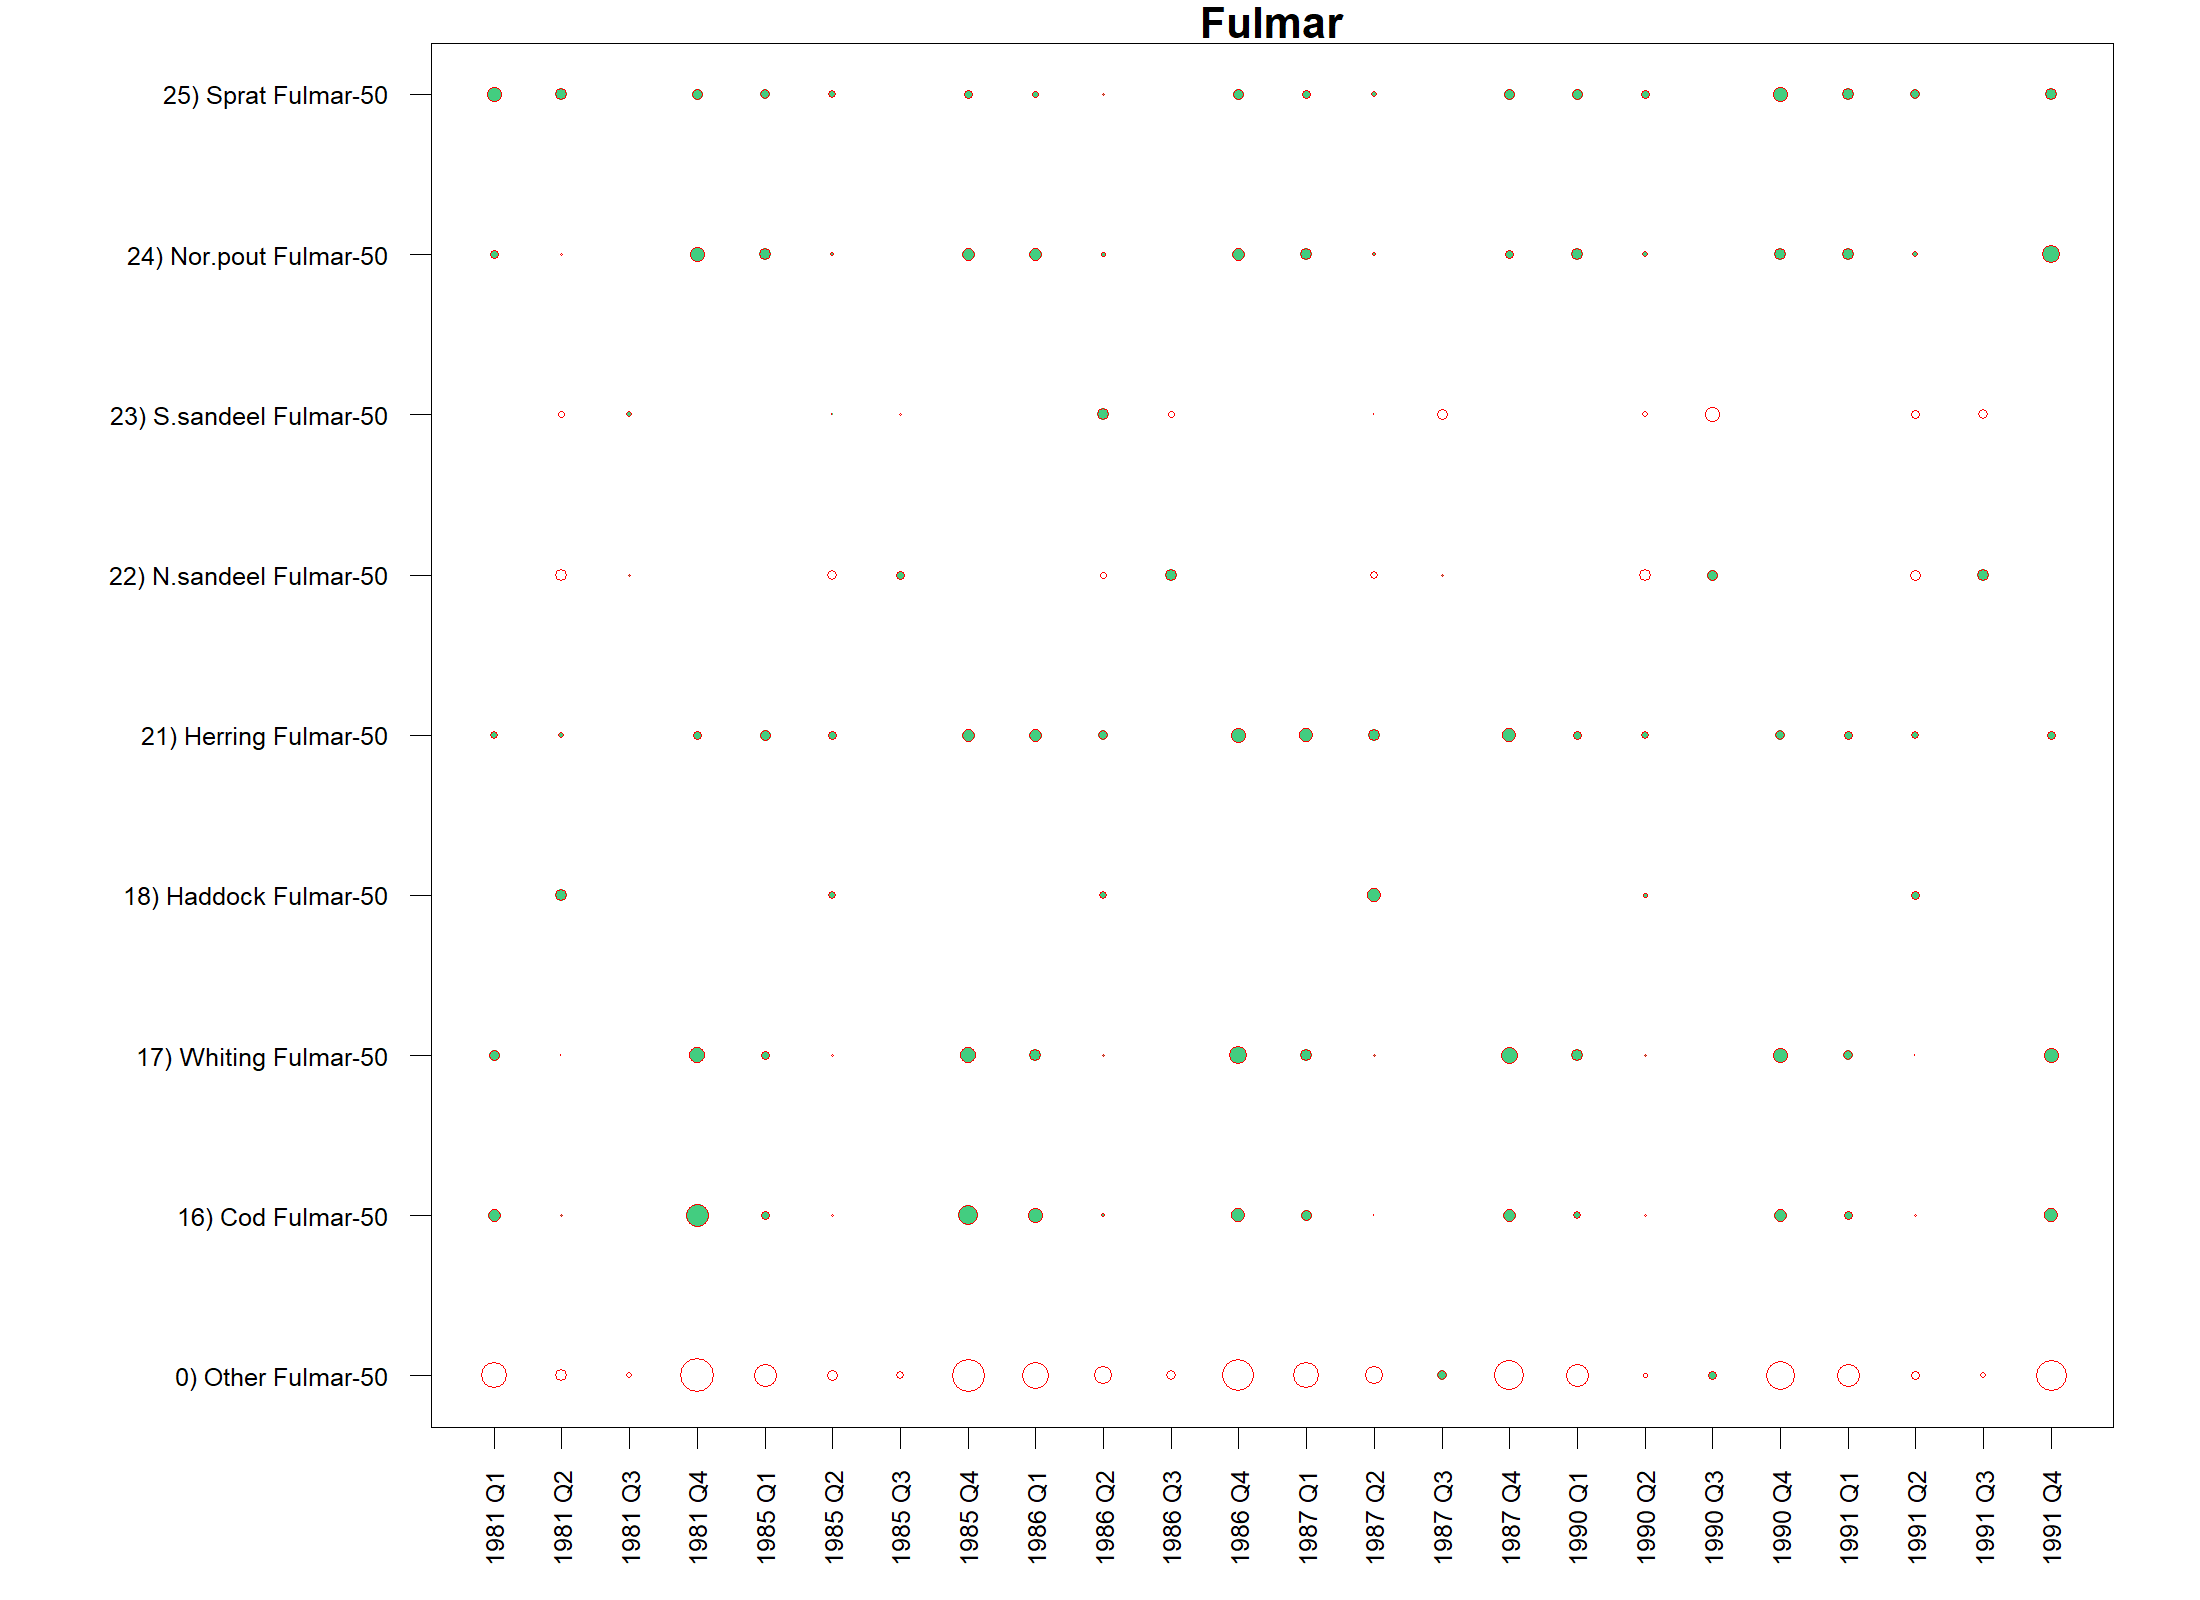 Fulmar
25) Sprat Fulmar-50
24) Nor.pout Fulmar-50
23) S.sandeel Fulmar-50
22) N.sandeel Fulmar-50
21) Herring Fulmar-50
18) Haddock Fulmar-50
17) Whiting Fulmar-50
16) Cod Fulmar-50
0) Other Fulmar-50
1981 Q1
1981 Q2
1981 Q3
1981 Q4
1985 Q1
1985 Q2
1985 Q3
1985 Q4
1986 Q1
1986 Q2
1986 Q3
1986 Q4
1987 Q1
1987 Q2
1987 Q3
1987 Q4
1990 Q1
1990 Q2
1990 Q3
1990 Q4
1991 Q1
1991 Q2
1991 Q3
1991 Q4